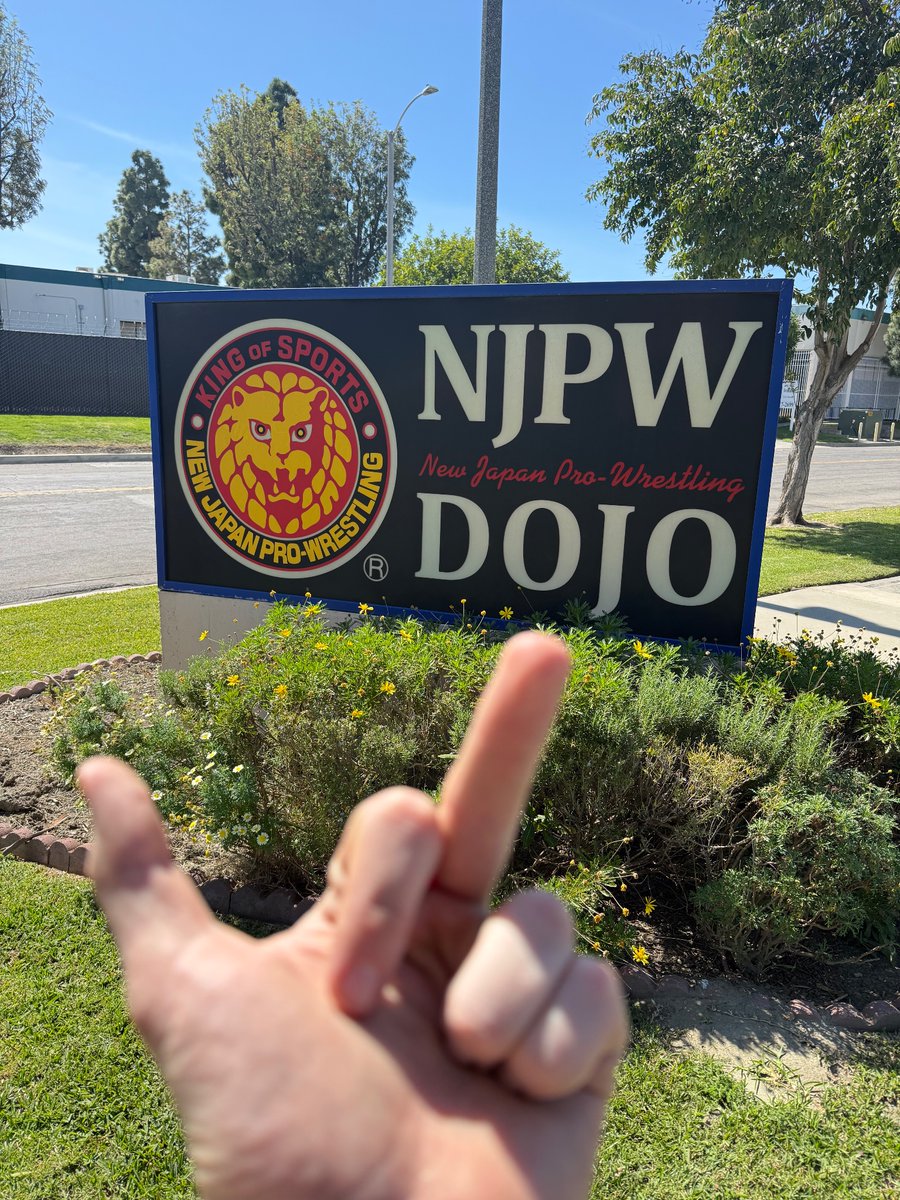 KING OF SPORTS
NEW JAPAN PRO-WRESTLING
®
NJPW
New Japan Pro-Wrestling
DOJO